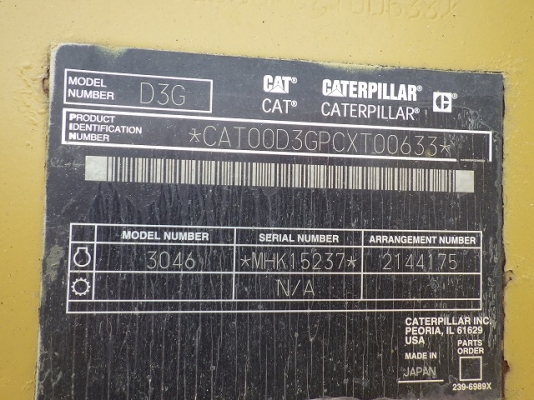 MODEL NUMBER D3G
CAT® CATERPILLAR® C
CAT® CATERPILLAR®
PRODUCT IDENTIFICATION NUMBER *CAT00D3GPCXT00633*
MODEL NUMBER SERIAL NUMBER ARRANGEMENT NUMBER
3046 *MHK15237* 2144175
N/A
CATERPILLAR INC.
PEORIA, IL 61629
USA
MADE IN
JAPAN
PARTS
ORDER
239-6989X